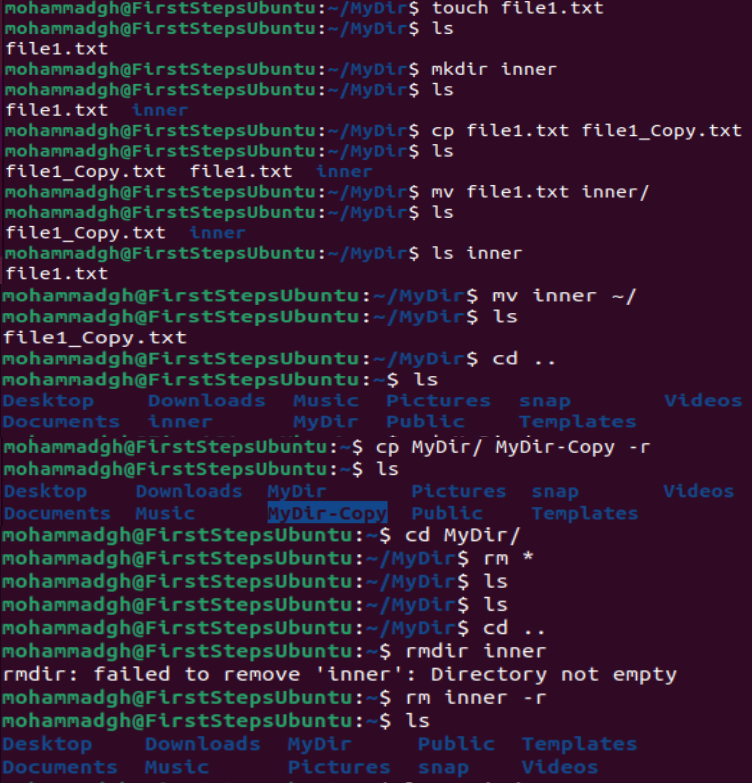 mohammadgh@FirstStepsUbuntu:~/MyDir$ touch file1.txt
mohammadgh@FirstStepsUbuntu:~/MyDir$ ls
file1.txt
mohammadgh@FirstStepsUbuntu:~/MyDir$ mkdir inner
mohammadgh@FirstStepsUbuntu:~/MyDir$ ls
file1.txt  inner
mohammadgh@FirstStepsUbuntu:~/MyDir$ cp file1.txt file1_Copy.txt
mohammadgh@FirstStepsUbuntu:~/MyDir$ ls
file1_Copy.txt  file1.txt  inner
mohammadgh@FirstStepsUbuntu:~/MyDir$ mv file1.txt inner/
mohammadgh@FirstStepsUbuntu:~/MyDir$ ls
file1_Copy.txt  inner
mohammadgh@FirstStepsUbuntu:~/MyDir$ ls inner
file1.txt
mohammadgh@FirstStepsUbuntu:~/MyDir$ mv inner ~/
mohammadgh@FirstStepsUbuntu:~/MyDir$ ls
file1_Copy.txt
mohammadgh@FirstStepsUbuntu:~/MyDir$ cd ..
mohammadgh@FirstStepsUbuntu:~$ ls
Desktop    Downloads  Music  Pictures  snap       Videos
Documents  inner      MyDir  Public    Templates
mohammadgh@FirstStepsUbuntu:~$ cp MyDir/ MyDir-Copy -r
mohammadgh@FirstStepsUbuntu:~$ ls
Desktop    Downloads  MyDir       Pictures  snap       Videos
Documents  Music      MyDir-Copy  Public    Templates
mohammadgh@FirstStepsUbuntu:~$ cd MyDir/
mohammadgh@FirstStepsUbuntu:~/MyDir$ rm *
mohammadgh@FirstStepsUbuntu:~/MyDir$ ls
mohammadgh@FirstStepsUbuntu:~/MyDir$ ls
mohammadgh@FirstStepsUbuntu:~/MyDir$ cd ..
mohammadgh@FirstStepsUbuntu:~$ rmdir inner
rmdir: failed to remove 'inner': Directory not empty
mohammadgh@FirstStepsUbuntu:~$ rm inner -r
mohammadgh@FirstStepsUbuntu:~$ ls
Desktop    Downloads  MyDir     Public  Templates
Documents  Music      Pictures  snap    Videos